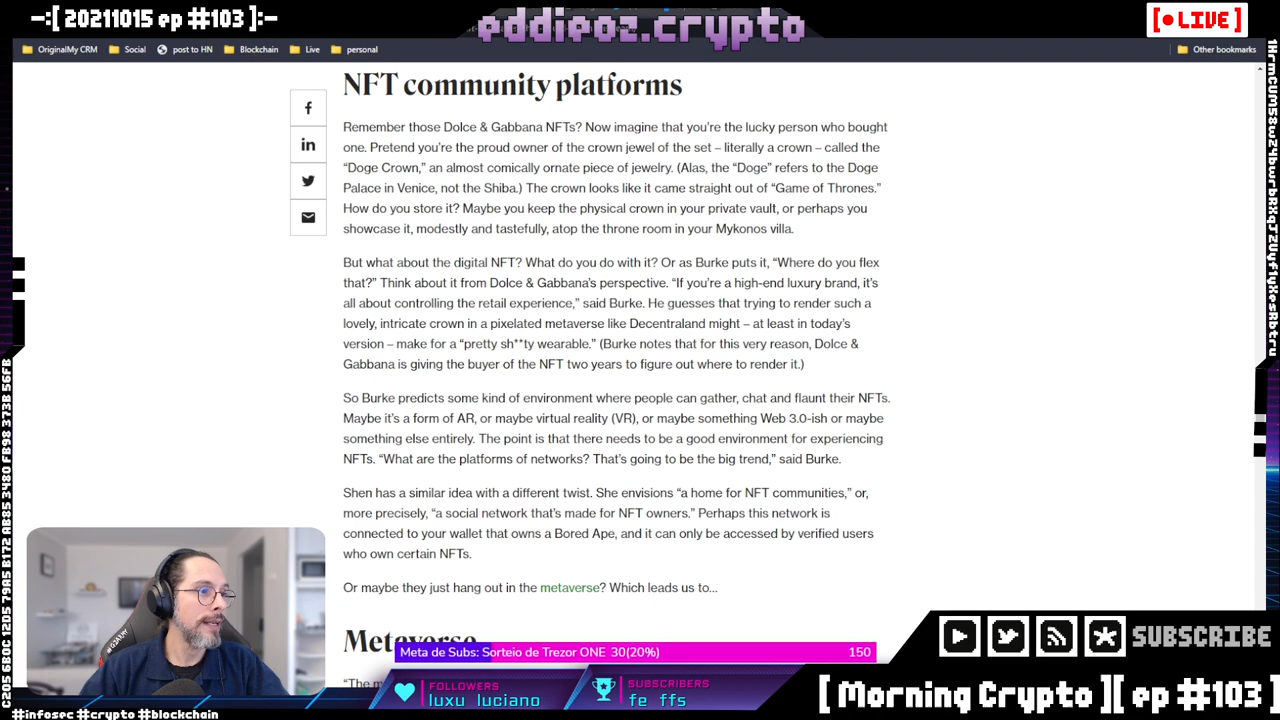 -:[ 20211015 ep #103 ]:-
eddieoz.crypto
[● LIVE ]
OriginalMy CRM
Social
post to HN
Blockchain
Live
personal
Other bookmarks
NFT community platforms
Remember those Dolce & Gabbana NFTs? Now imagine that you're the lucky person who bought
one. Pretend you're the proud owner of the crown jewel of the set – literally a crown – called the
“Doge Crown,” an almost comically ornate piece of jewelry. (Alas, the “Doge” refers to the Doge
Palace in Venice, not the Shiba.) The crown looks like it came straight out of “Game of Thrones.”
How do you store it? Maybe you keep the physical crown in your private vault, or perhaps you
showcase it, modestly and tastefully, atop the throne room in your Mykonos villa.
But what about the digital NFT? What do you do with it? Or as Burke puts it, “Where do you flex
that?” Think about it from Dolce & Gabbana's perspective. “If you're a high-end luxury brand, it's
all about controlling the retail experience,” said Burke. He guesses that trying to render such a
lovely, intricate crown in a pixelated metaverse like Decentraland might – at least in today's
version – make for a “pretty sh**ty wearable.” (Burke notes that for this very reason, Dolce &
Gabbana is giving the buyer of the NFT two years to figure out where to render it.)
So Burke predicts some kind of environment where people can gather, chat and flaunt their NFTs.
Maybe it's a form of AR, or maybe virtual reality (VR), or maybe something Web 3.0-ish or maybe
something else entirely. The point is that there needs to be a good environment for experiencing
NFTs. “What are the platforms of networks? That's going to be the big trend,” said Burke.
Shen has a similar idea with a different twist. She envisions “a home for NFT communities,” or,
more precisely, “a social network that's made for NFT owners.” Perhaps this network is
connected to your wallet that owns a Bored Ape, and it can only be accessed by verified users
who own certain NFTs.
Or maybe they just hang out in the metaverse? Which leads us to...
Metaverse
“The m
Meta de Subs: Sorteio de Trezor ONE 30(20%)
150
FOLLOWERS
luxu luciano
SUBSCRIBERS
fe ffs
SUBSCRIBE
[ Morning Crypto ][ ep #103 ]
#infosec #crypto #blockchain